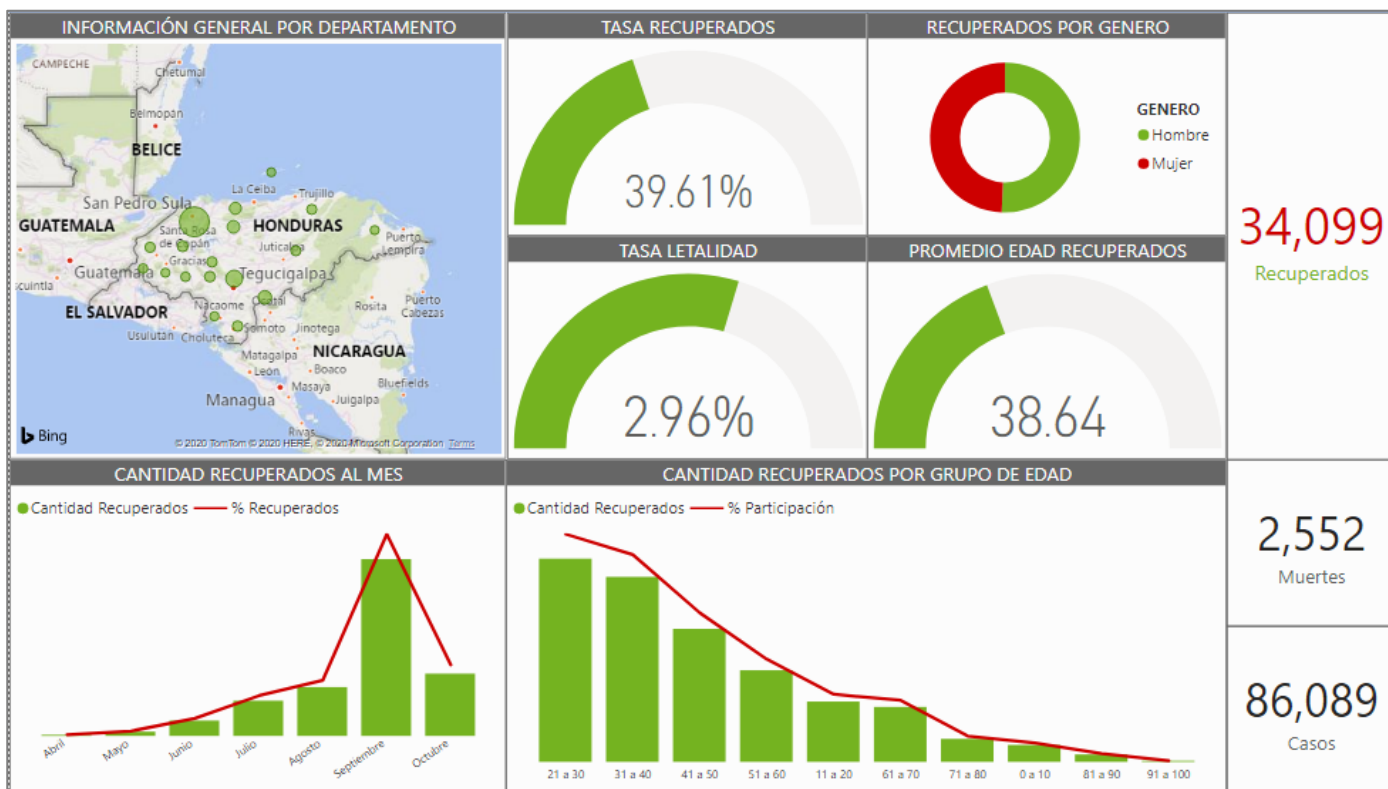 INFORMACIÓN GENERAL POR DEPARTAMENTO
CAMPECHE
Chetumal
Belmopán
BELICE
La Ceiba
Trujillo
San Pedro Sula
GUATEMALA
HONDURAS
Santa Rosa
de Copán
Juticalpa
Puerto
Lempira
Gracias
Guatemala
Tegucigalpa
cuintla
Nacaome
Ocotal
EL SALVADOR
Rosita
Puerto
Cabezas
Usulután
Choluteca
Somoto
Jinotega
Matagalpa
NICARAGUA
León
Boaco
Masaya
Bluefields
Managua
Juigalpa
Rivas
Bing
© 2020 TomTom © 2020 HERE, © 2020 Microsoft Corporation Terms
TASA RECUPERADOS
39.61%
RECUPERADOS POR GENERO
GENERO
Hombre
Mujer
34,099
Recuperados
TASA LETALIDAD
2.96%
PROMEDIO EDAD RECUPERADOS
38.64
CANTIDAD RECUPERADOS AL MES
Cantidad Recuperados % Recuperados
Abril
Mayo
Junio
Julio
Agosto
Septiembre
Octubre
CANTIDAD RECUPERADOS POR GRUPO DE EDAD
Cantidad Recuperados % Participación
21 a 30 31 a 40 41 a 50 51 a 60 11 a 20 61 a 70 71 a 80 0 a 10 81 a 90 91 a 100
2,552
Muertes
86,089
Casos